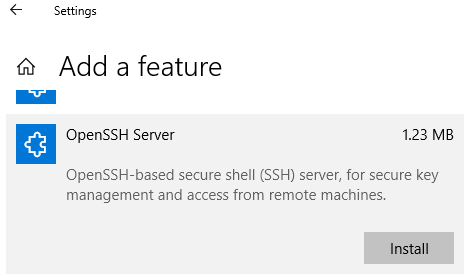 Settings
Add a feature
OpenSSH Server 1.23 MB
OpenSSH-based secure shell (SSH) server, for secure key
management and access from remote machines.
Install